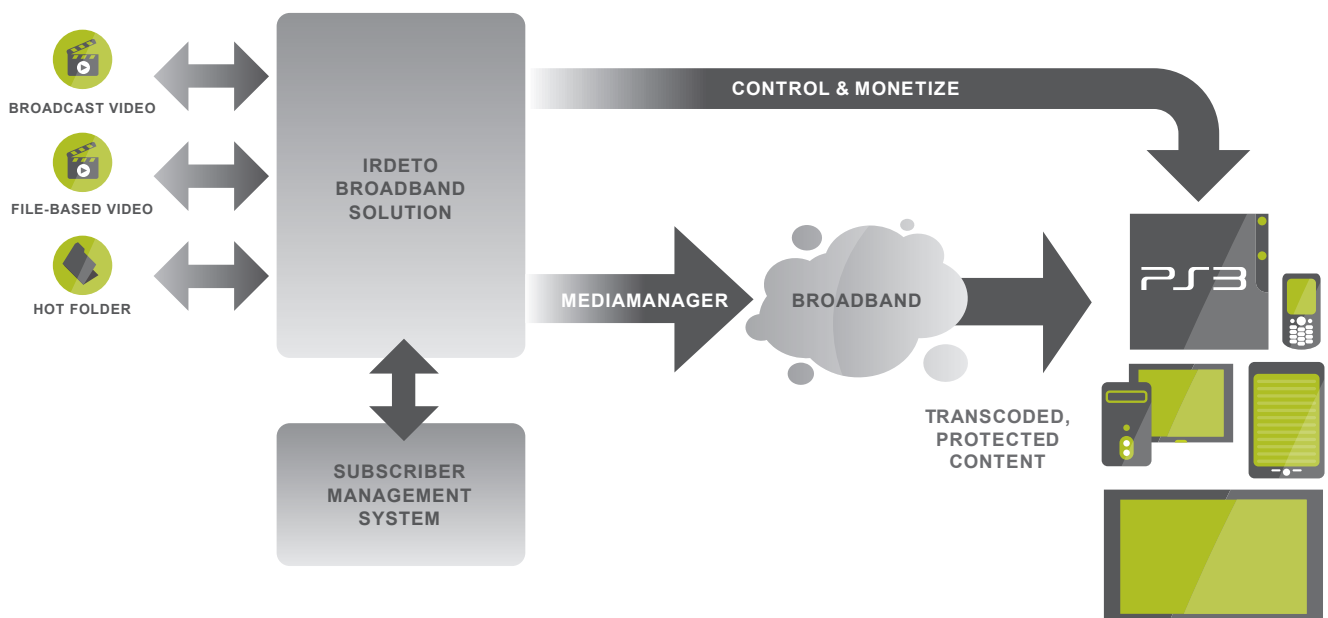 BROADCAST VIDEO
FILE-BASED VIDEO
HOT FOLDER
IRDETO
BROADBAND
SOLUTION
SUBSCRIBER
MANAGEMENT
SYSTEM
CONTROL & MONETIZE
MEDIAMANAGER
BROADBAND
TRANSCODED,
PROTECTED
CONTENT
PS3